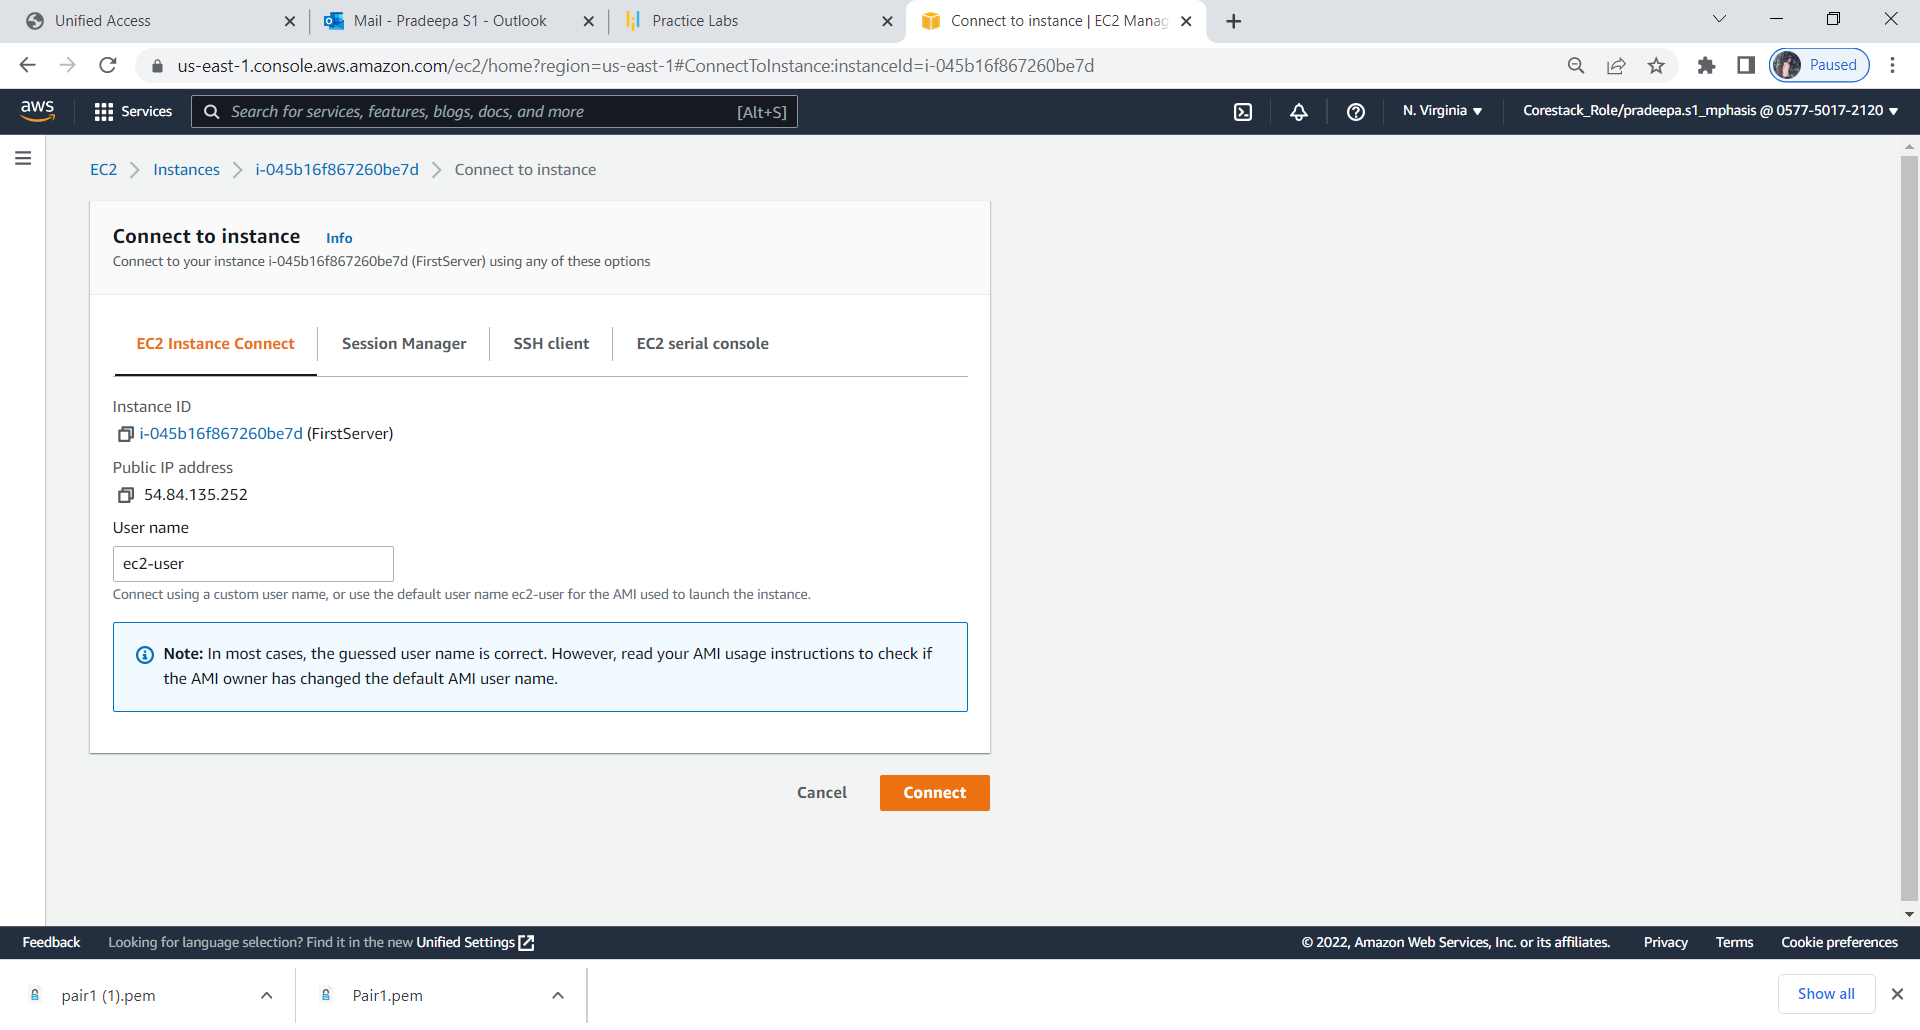 Unified Access
Mail - Pradeepa S1 - Outlook
Practice Labs
Connect to instance | EC2 Manag
us-east-1.console.aws.amazon.com/ec2/home?region=us-east-1#ConnectToInstance:instanceId=i-045b16f867260be7d
Paused
aws
Services
Search for services, features, blogs, docs, and more
[Alt+S]
N. Virginia
Corestack_Role/pradeepa.s1_mphasis @ 0577-5017-2120
EC2
Instances
i-045b16f867260be7d
Connect to instance
Connect to instance Info
Connect to your instance i-045b16f867260be7d (FirstServer) using any of these options
EC2 Instance Connect
Session Manager
SSH client
EC2 serial console
Instance ID
i-045b16f867260be7d (FirstServer)
Public IP address
54.84.135.252
User name
ec2-user
Connect using a custom user name, or use the default user name ec2-user for the AMI used to launch the instance.
Note: In most cases, the guessed user name is correct. However, read your AMI usage instructions to check if
the AMI owner has changed the default AMI user name.
Cancel
Connect
Feedback
Looking for language selection? Find it in the new Unified Settings
© 2022, Amazon Web Services, Inc. or its affiliates.
Privacy
Terms
Cookie preferences
pair1 (1).pem
Pair1.pem
Show all